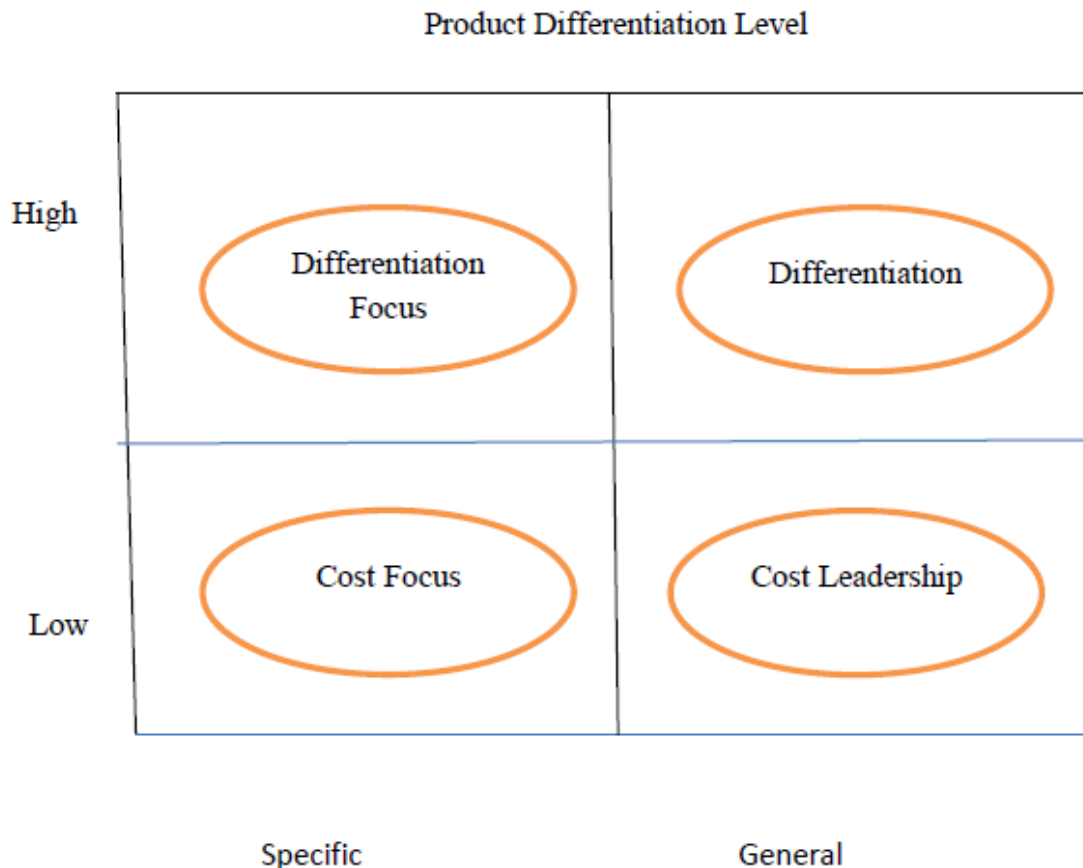 Product Differentiation Level
High
Differentiation
Focus
Differentiation
Cost Focus
Cost Leadership
Low
Specific
General